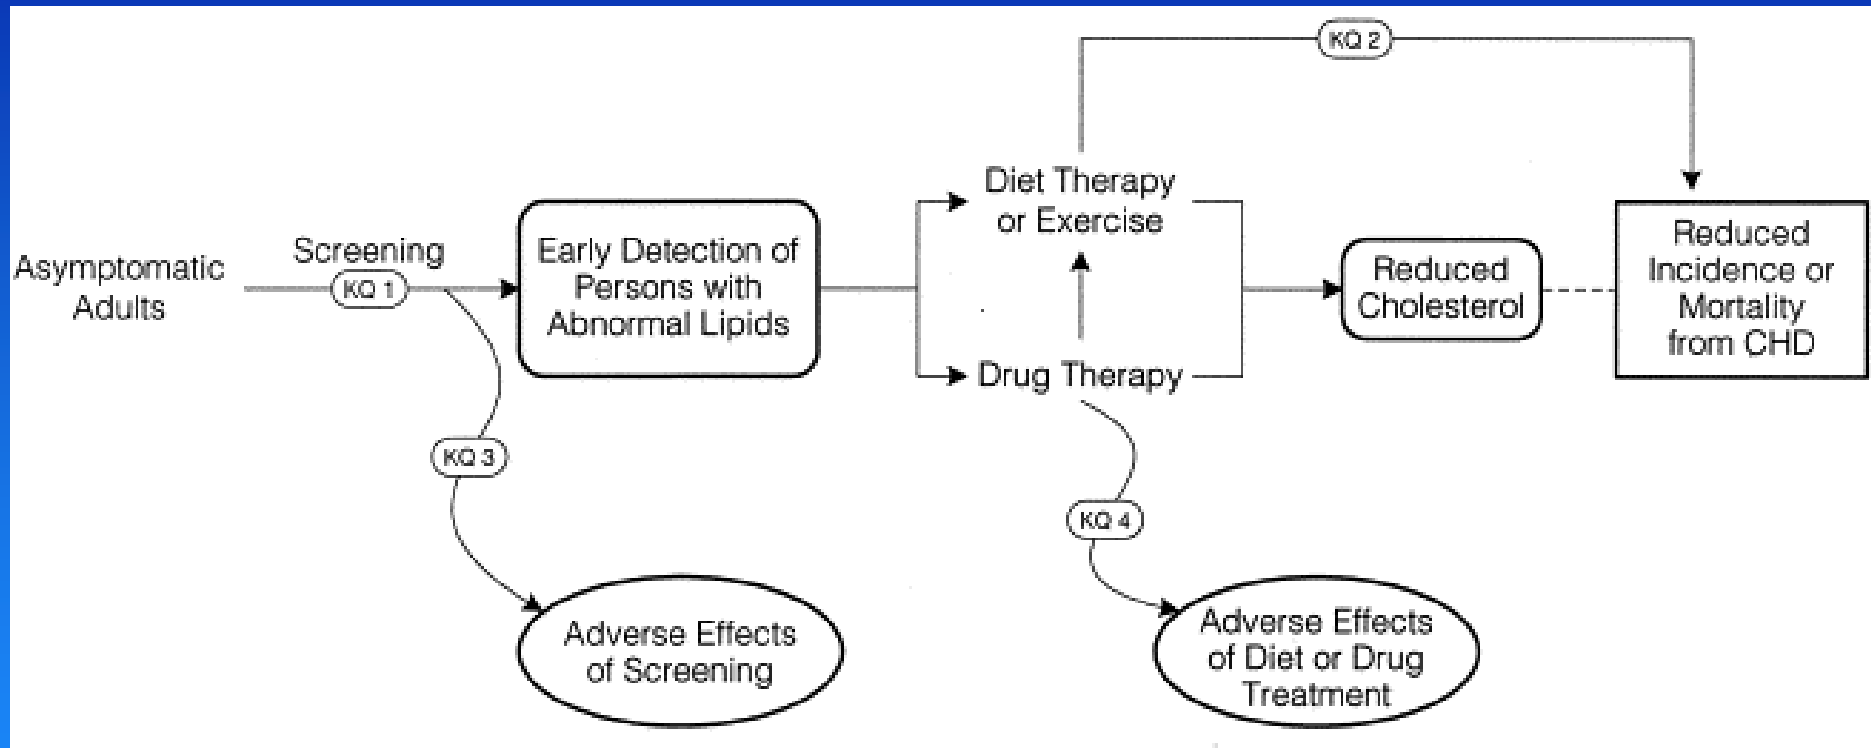 Asymptomatic
Adults
Screening
KQ 1
Early Detection of
Persons with
Abnormal Lipids
KQ 3
Adverse Effects
of Screening
Diet Therapy
or Exercise
Drug Therapy
KQ 2
KQ 4
Adverse Effects
of Diet or Drug
Treatment
Reduced
Cholesterol
Reduced
Incidence or
Mortality
from CHD